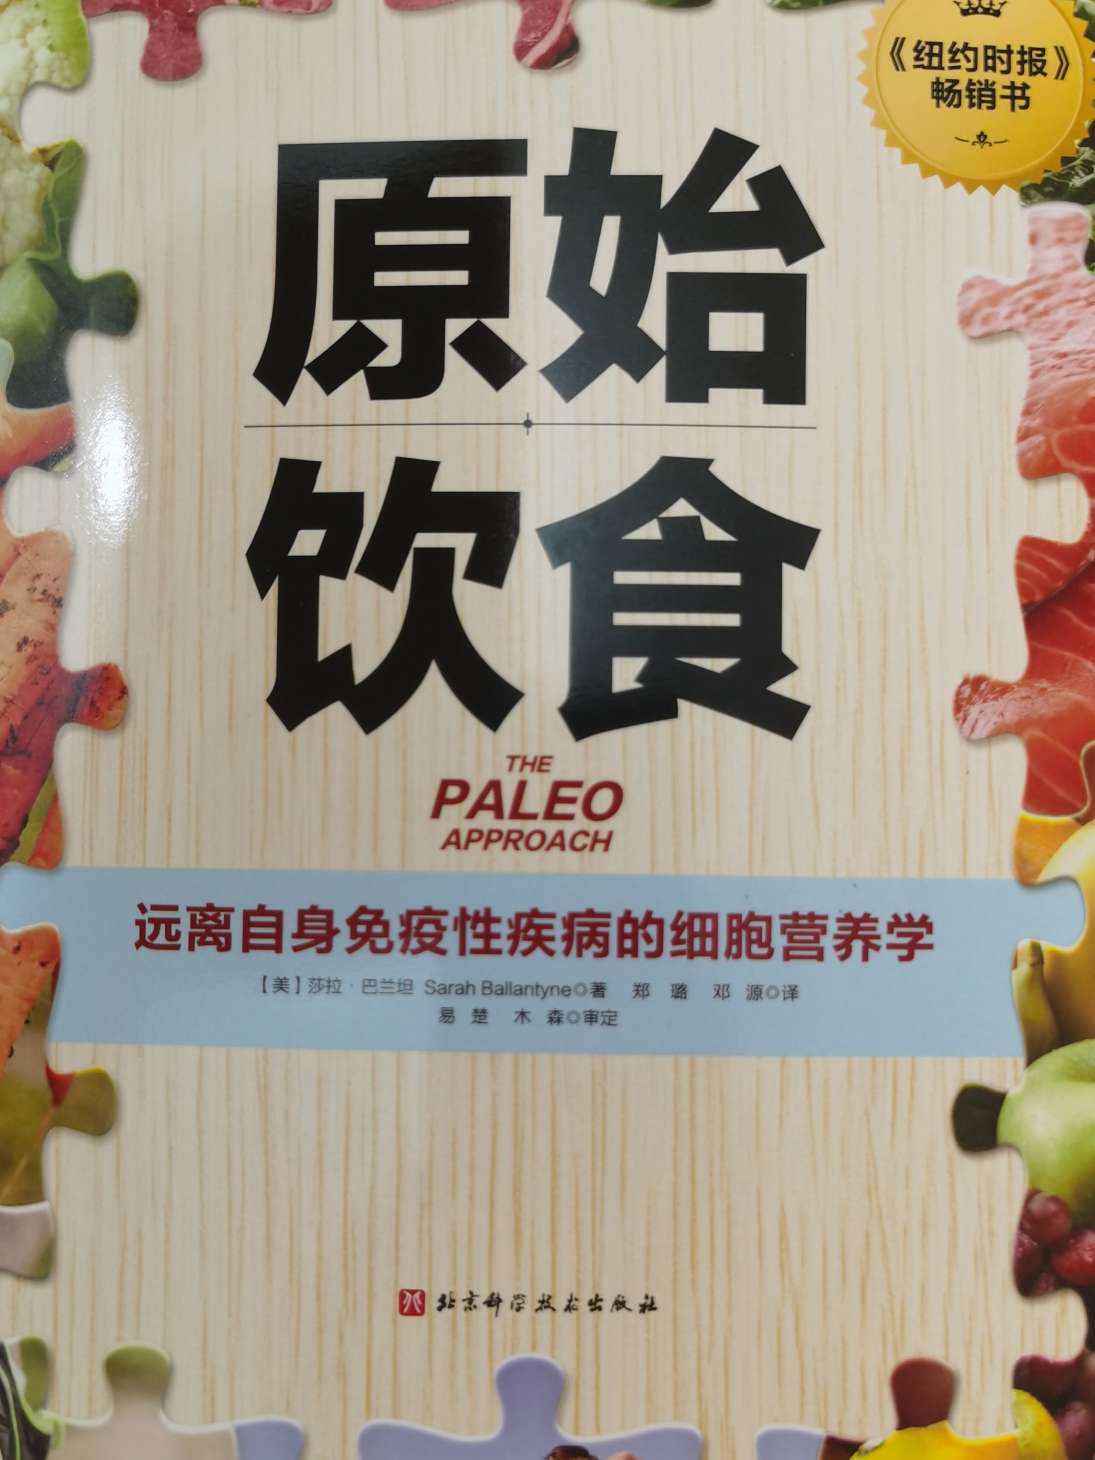 《纽约时报》
畅销书
原始
饮食
THE
PALEO
APPROACH
远离自身免疫性疾病的细胞营养学
【美】莎拉·巴兰坦 Sarah Ballantyne◎著 郑 璐 邓 源◎译
易 楚 木 森◎审定
北京科学技术出版社